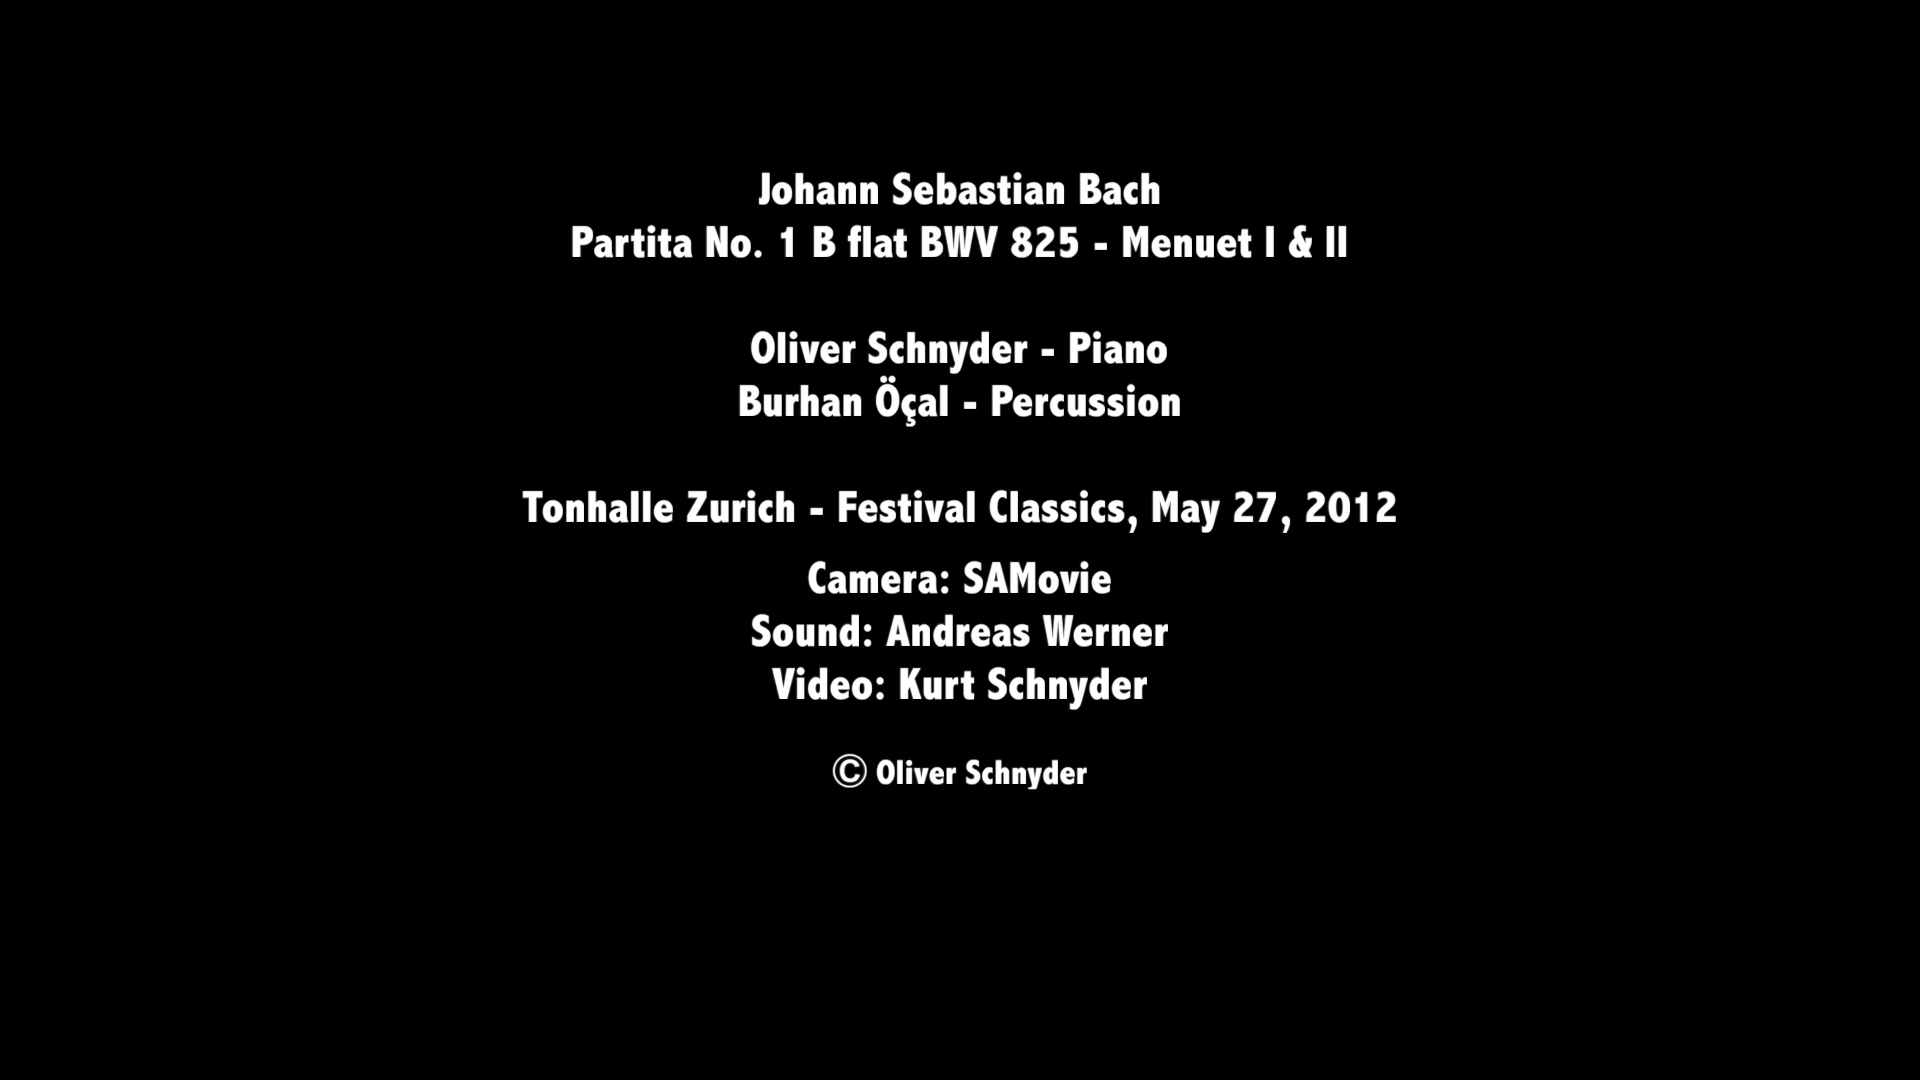 Johann Sebastian Bach
Partita No. 1 B flat BWV 825 - Menuet I & II
Oliver Schnyder - Piano
Burhan Öçal - Percussion
Tonhalle Zurich - Festival Classics, May 27, 2012
Camera: SAMovie
Sound: Andreas Werner
Video: Kurt Schnyder
© Oliver Schnyder